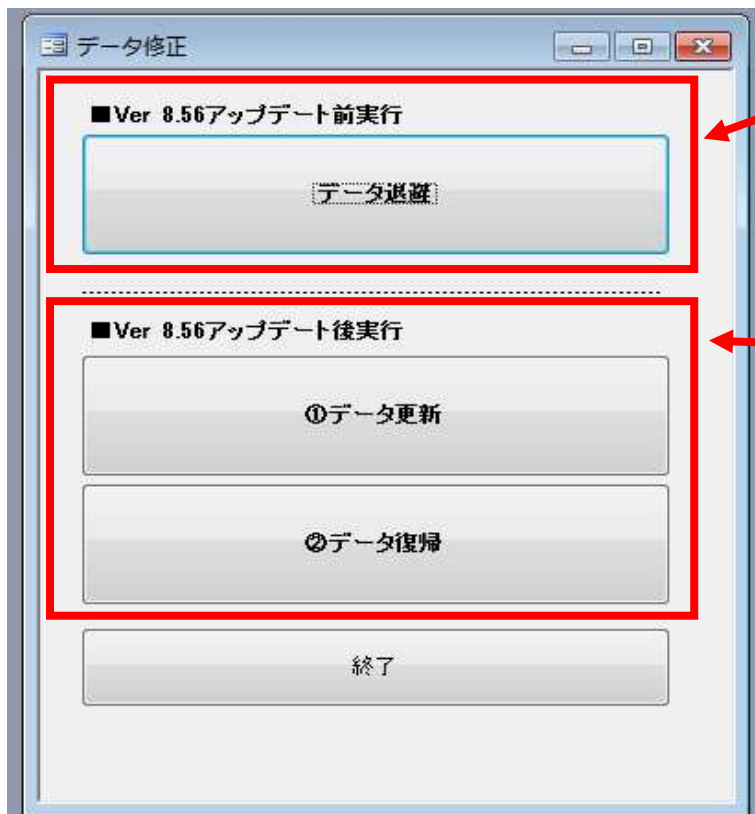 データ修正
■Ver 8.56アップデート前実行
データ退避
■Ver 8.56アップデート後実行
①データ更新
②データ復帰
終了